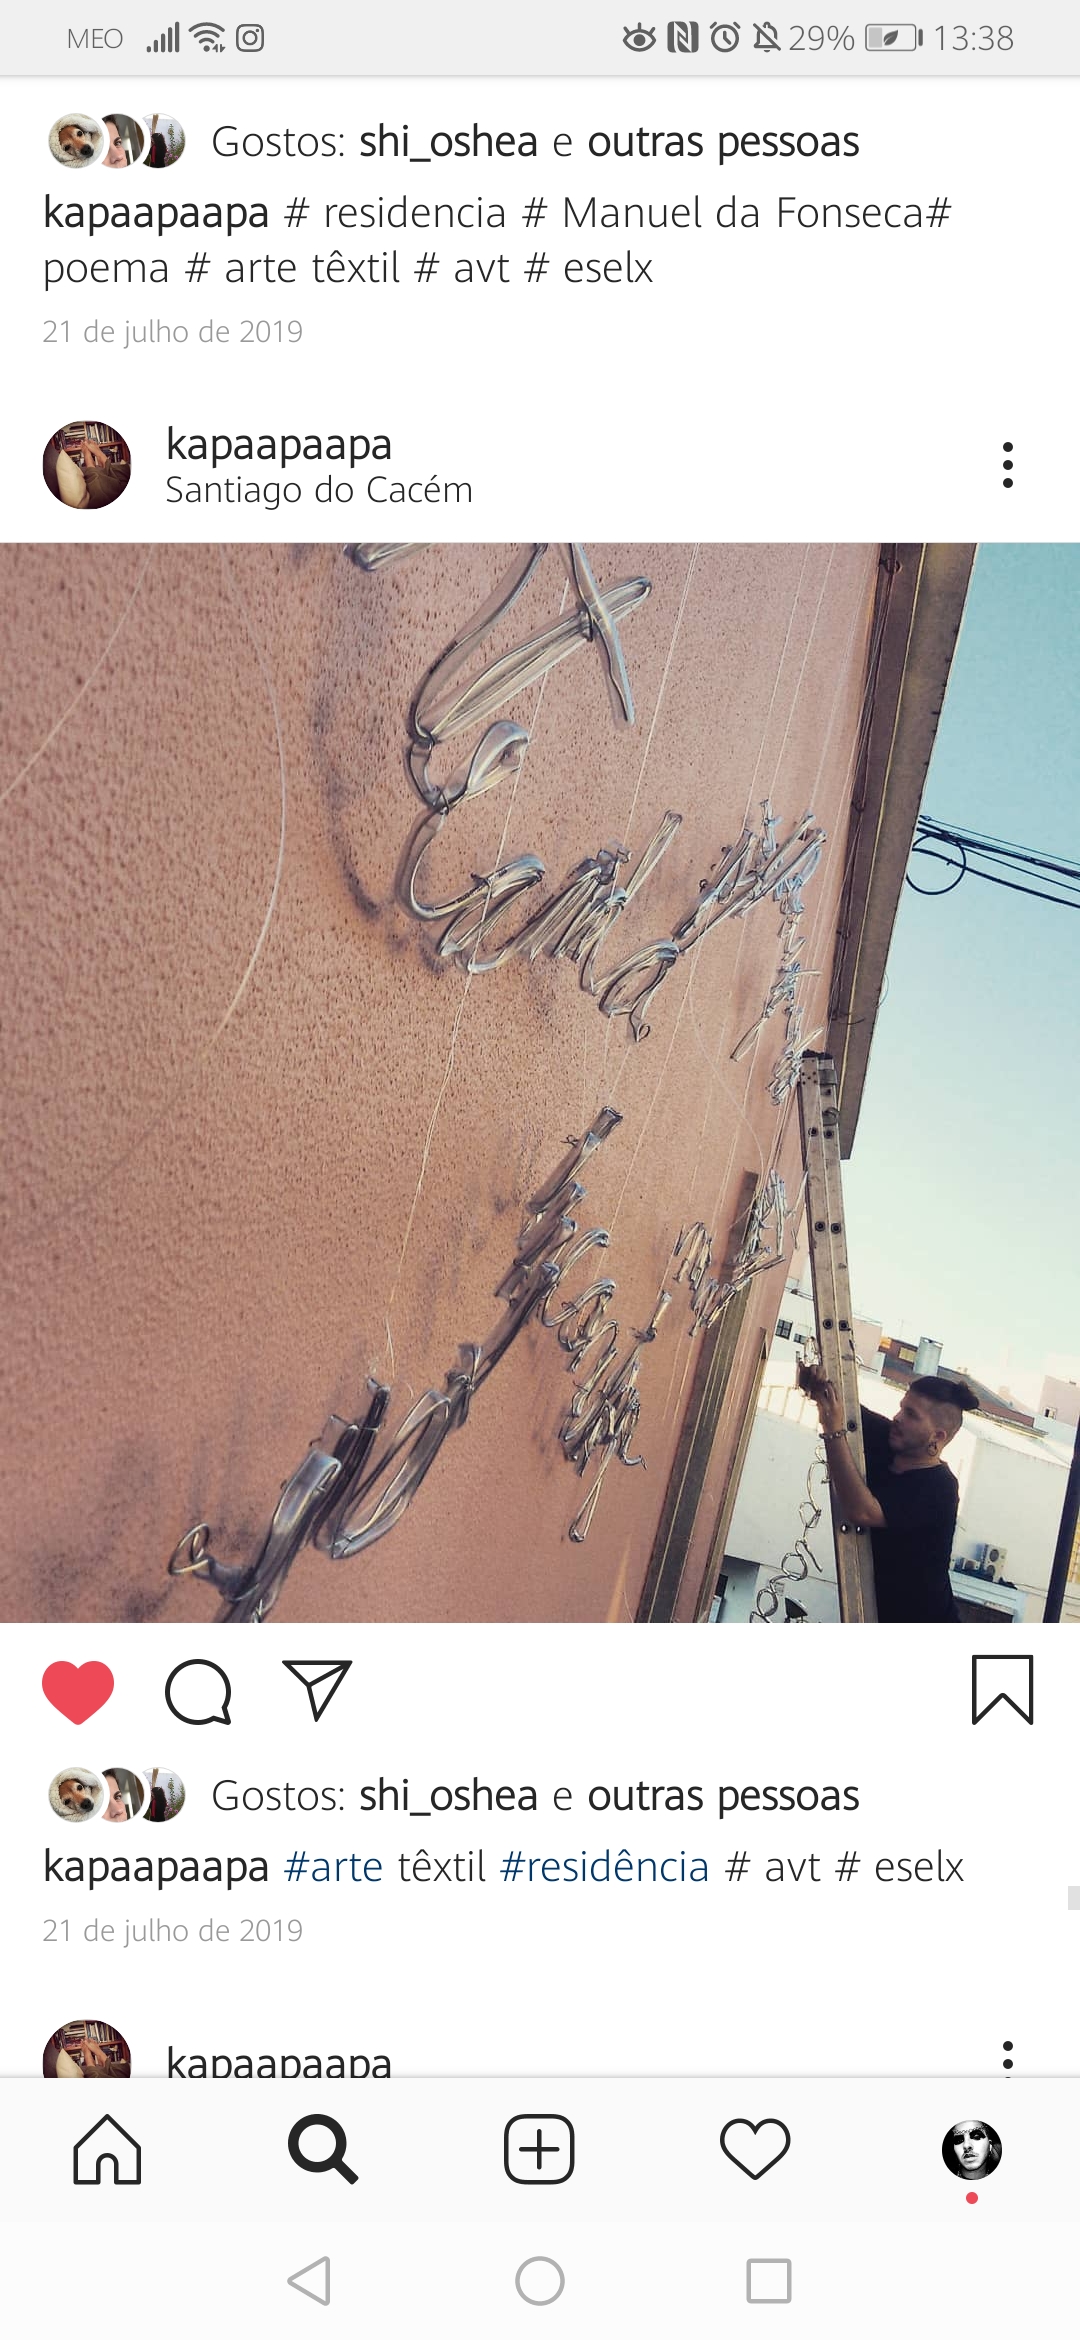 MEO
29%
13:38
Gostos: shi_oshea e outras pessoas
kapaapaapa # residencia # Manuel da Fonseca#
poema # arte têxtil # avt # eselx
21 de julho de 2019
kapaapaapa
Santiago do Cacém
Gostos: shi_oshea e outras pessoas
kapaapaapa #arte têxtil #residência # avt # eselx
21 de julho de 2019
kapaapaapa